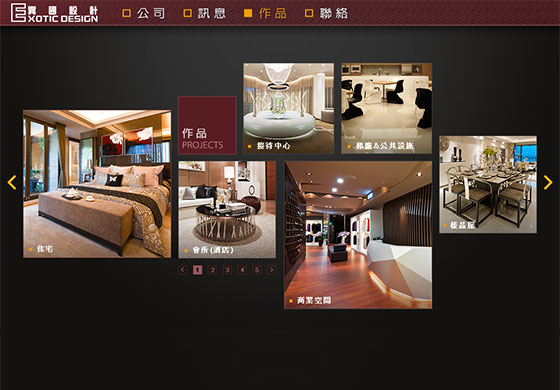 異國設計
EXOTIC DESIGN
公司 訊息 作品 聯絡
作品
PROJECTS
接待中心
梯廳&公共設施
樣品屋
住宅
會所(酒店)
1 2 3 4 5
商業空間